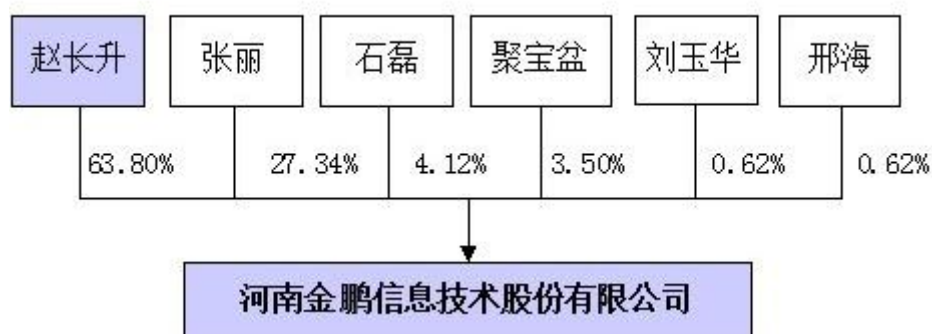 赵长升 张丽 石磊 聚宝盆 刘玉华 邢海
63.80% 27.34% 4.12% 3.50% 0.62% 0.62%
河南金鹏信息技术股份有限公司